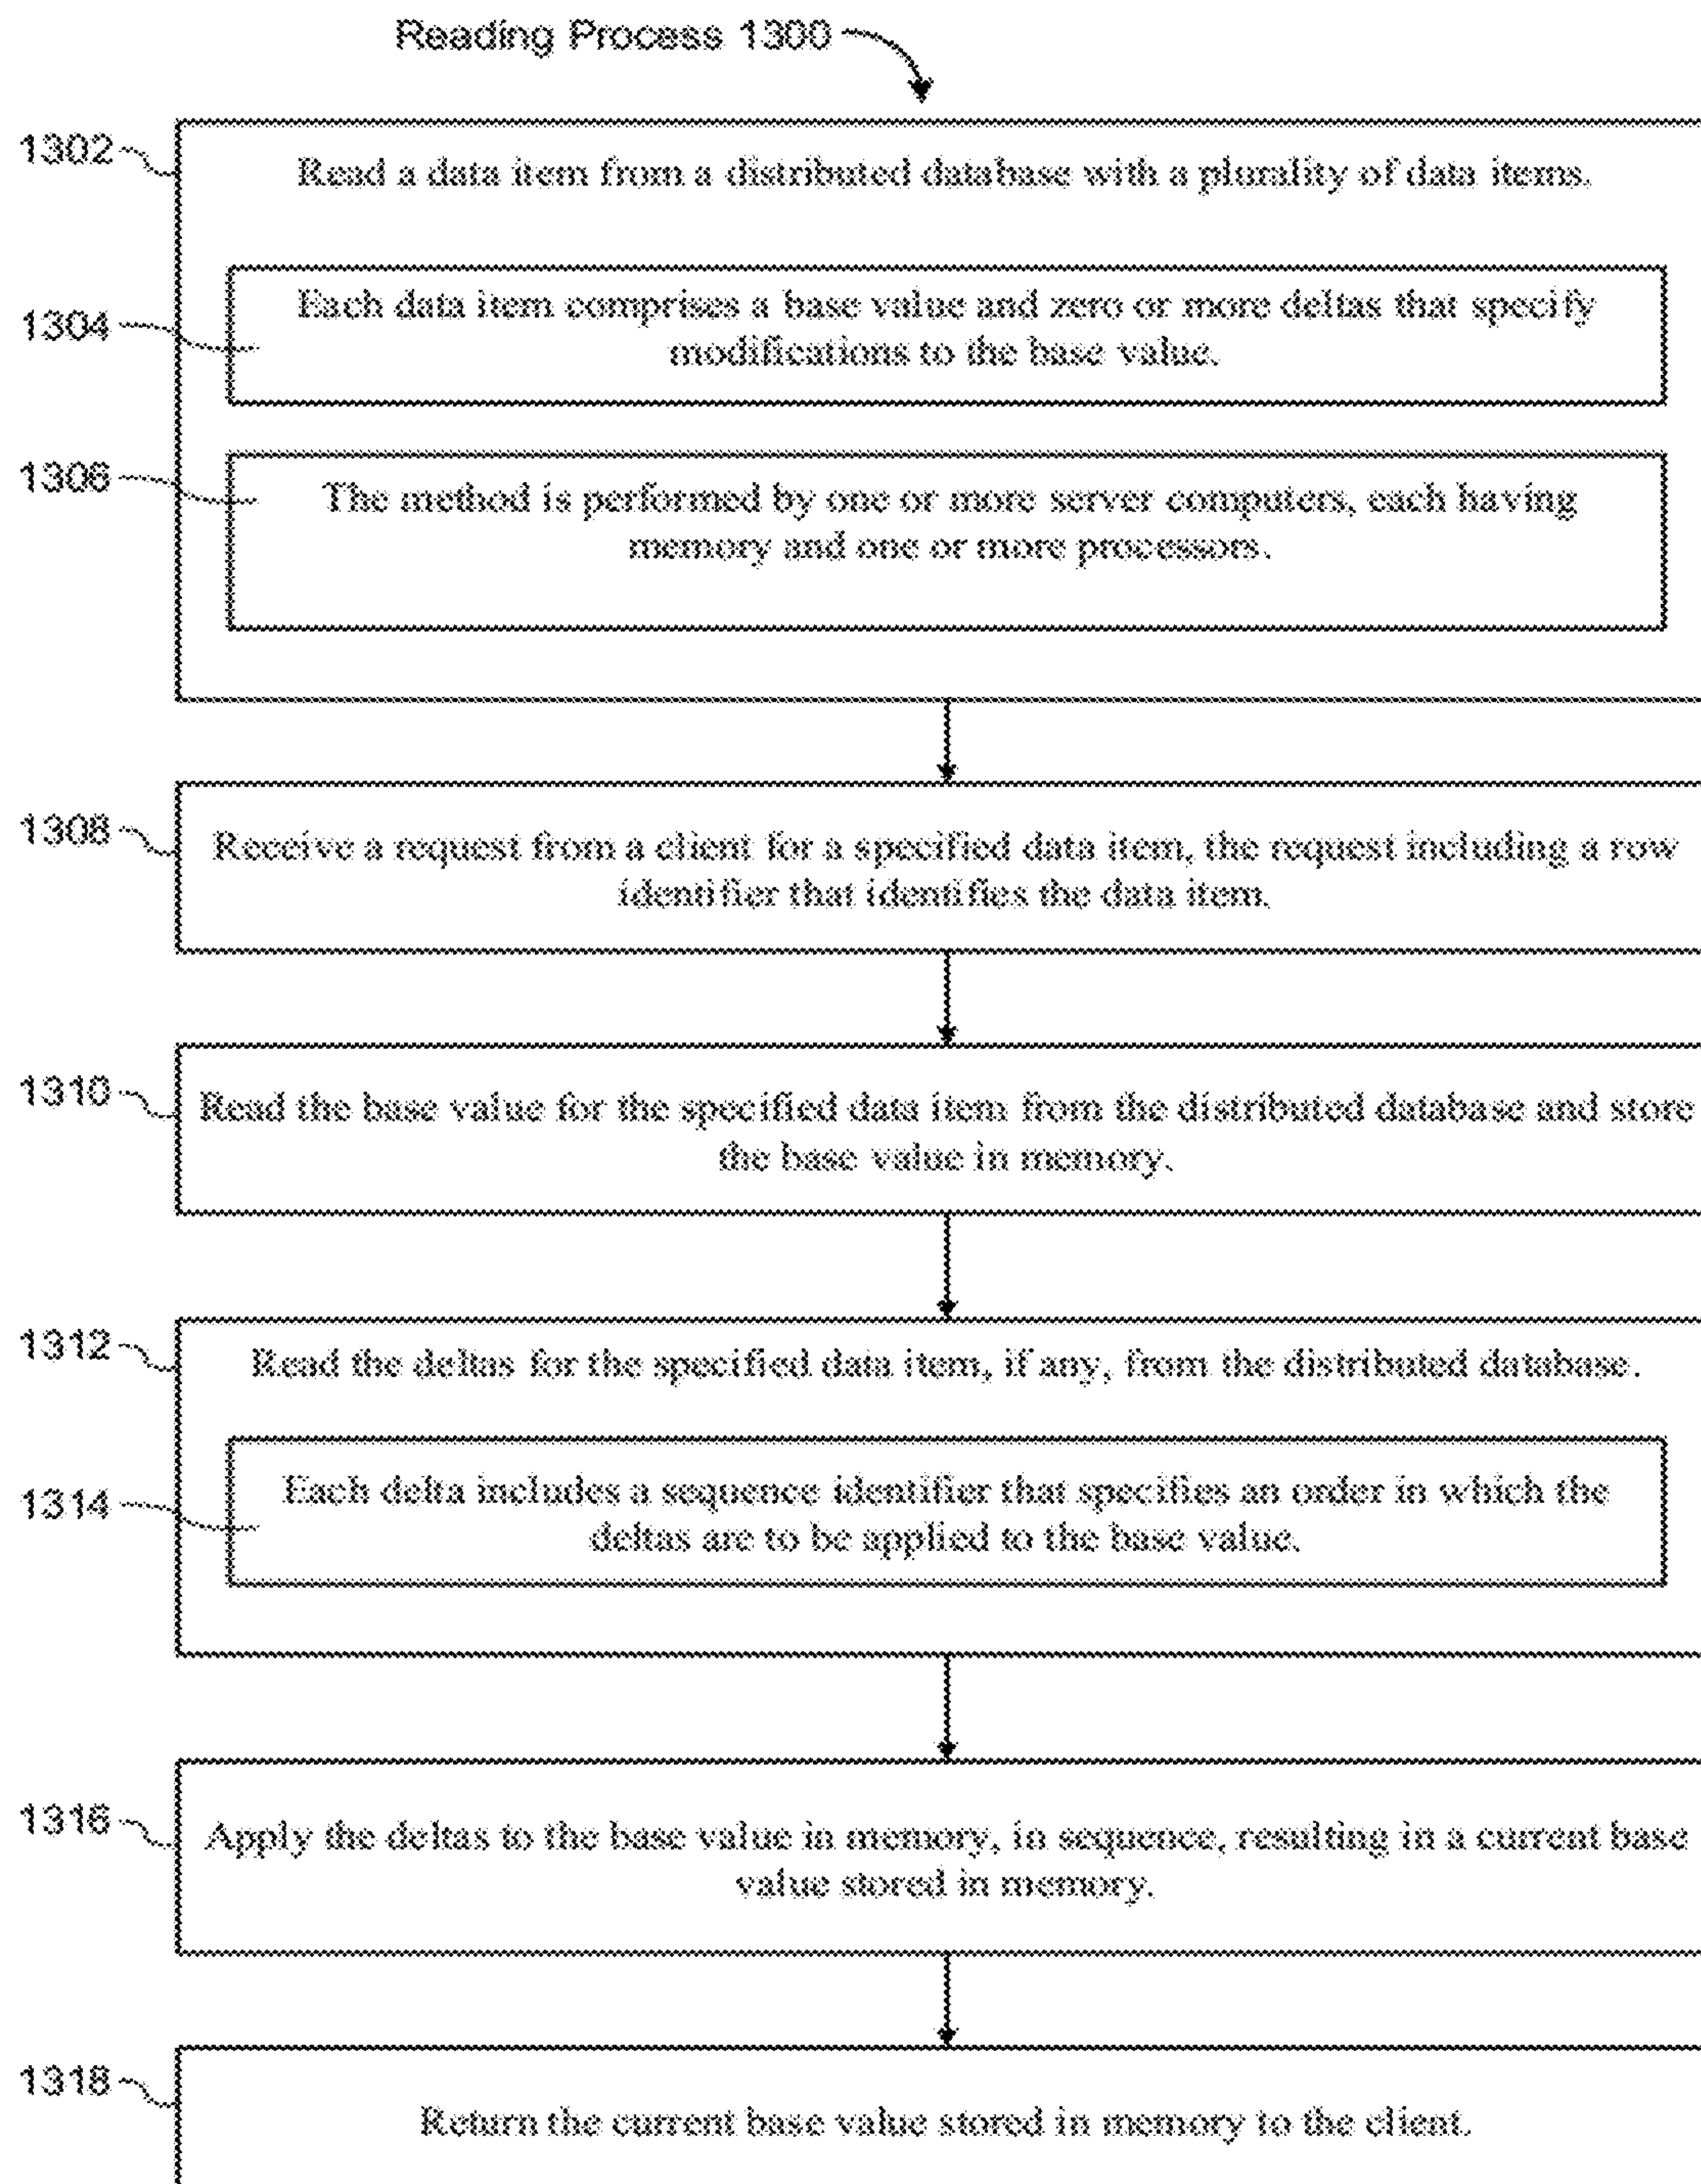 Reading Process 1300
1302
Read a data item from a distributed database with a plurality of data items.
1304
Each data item comprises a base value and zero or more deltas that specify
modifications to the base value.
1306
The method is performed by one or more server computers, each having
memory and one or more processors.
1308
Receive a request from a client for a specified data item, the request including a row
identifier that identifies the data item.
1310
Read the base value for the specified data item from the distributed database and store
the base value in memory.
1312
Read the deltas for the specified data item, if any, from the distributed database.
1314
Each delta includes a sequence identifier that specifies an order in which the
deltas are to be applied to the base value.
1316
Apply the deltas to the base value in memory, in sequence, resulting in a current base
value stored in memory.
1318
Return the current base value stored in memory to the client.